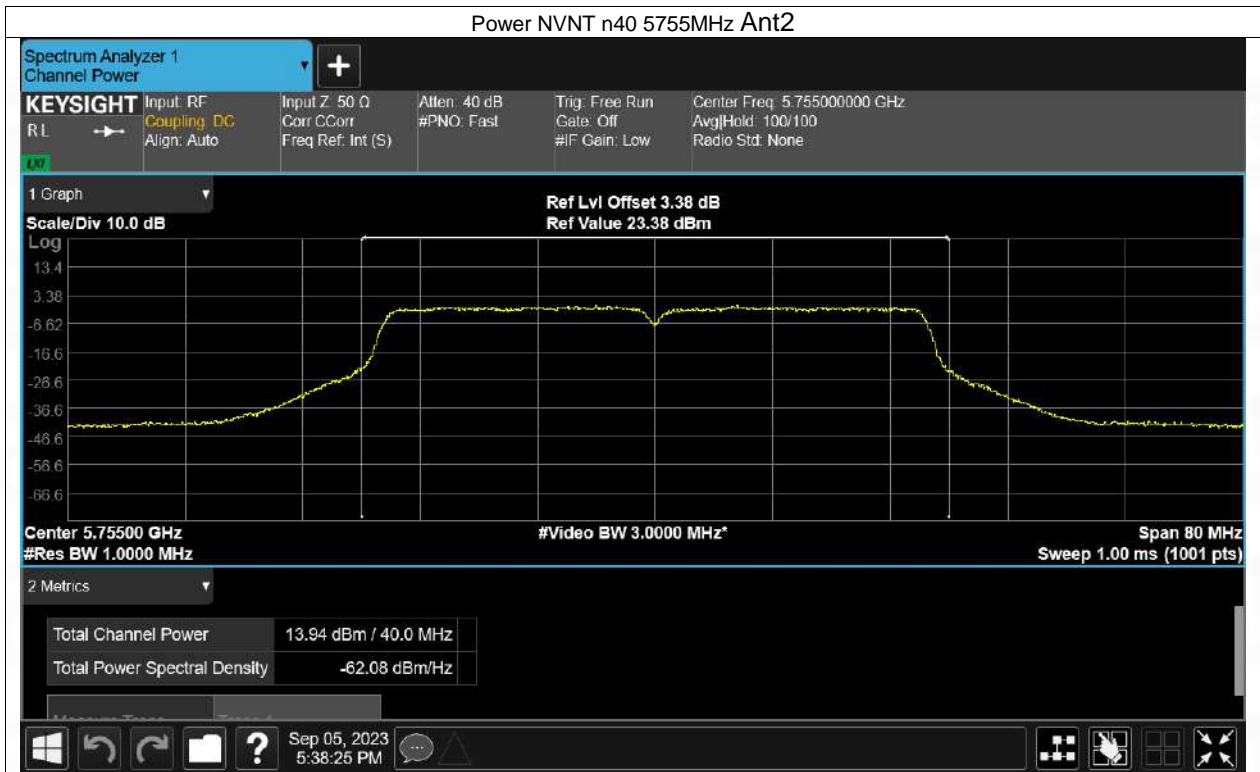 Power NVNT n40 5755MHz Ant2
Spectrum Analyzer 1
Channel Power
+
KEYSIGHT
RL
LXI
Input: RF
Coupling: DC
Align: Auto
Input Z: 50 Ω
Corr CCorr
Freq Ref: Int (S)
Atten: 40 dB
#PNO: Fast
Trig: Free Run
Gate: Off
#IF Gain: Low
Center Freq: 5.755000000 GHz
Avg|Hold: 100/100
Radio Std: None
1 Graph
Scale/Div 10.0 dB
Ref Lvl Offset 3.38 dB
Ref Value 23.38 dBm
Log
13.4
3.38
-6.62
-16.6
-26.6
-36.6
-46.6
-56.6
-66.6
Center 5.75500 GHz
#Res BW 1.0000 MHz
#Video BW 3.0000 MHz*
Span 80 MHz
Sweep 1.00 ms (1001 pts)
2 Metrics
Total Channel Power 13.94 dBm / 40.0 MHz
Total Power Spectral Density -62.08 dBm/Hz
?
Sep 05, 2023
5:38:25 PM